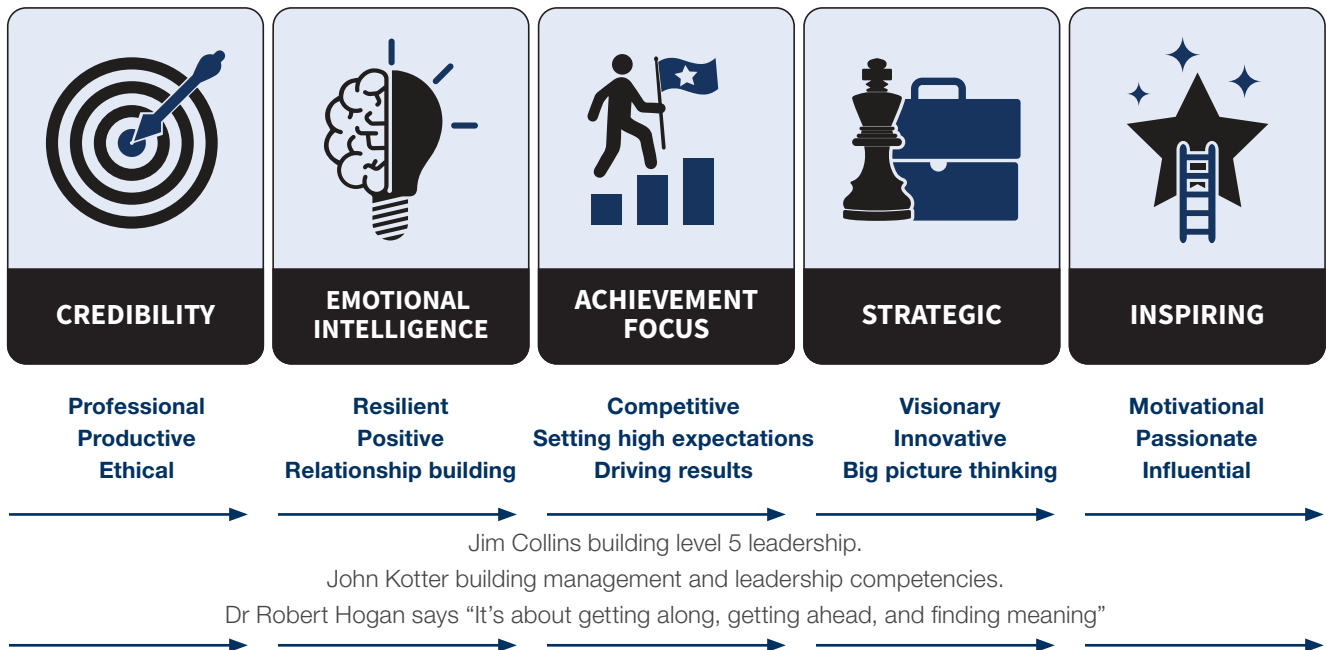 CREDIBILITY
EMOTIONAL
INTELLIGENCE
ACHIEVEMENT
FOCUS
STRATEGIC
INSPIRING
Professional
Productive
Ethical
Resilient
Positive
Relationship building
Competitive
Setting high expectations
Driving results
Visionary
Innovative
Big picture thinking
Motivational
Passionate
Influential
Jim Collins building level 5 leadership.
John Kotter building management and leadership competencies.
Dr Robert Hogan says “It’s about getting along, getting ahead, and finding meaning”